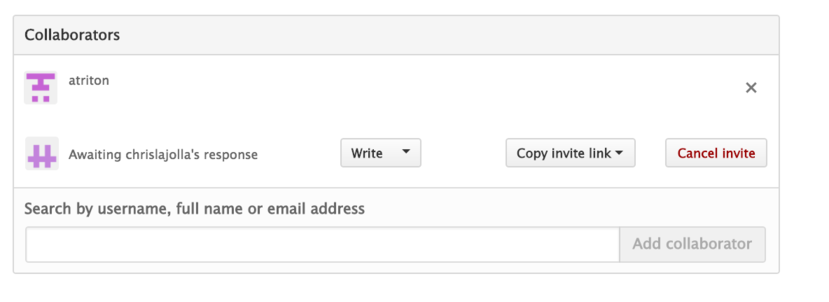 Collaborators
atriton
Awaiting chrislajolla's response
Write
Copy invite link
Cancel invite
Search by username, full name or email address
Add collaborator